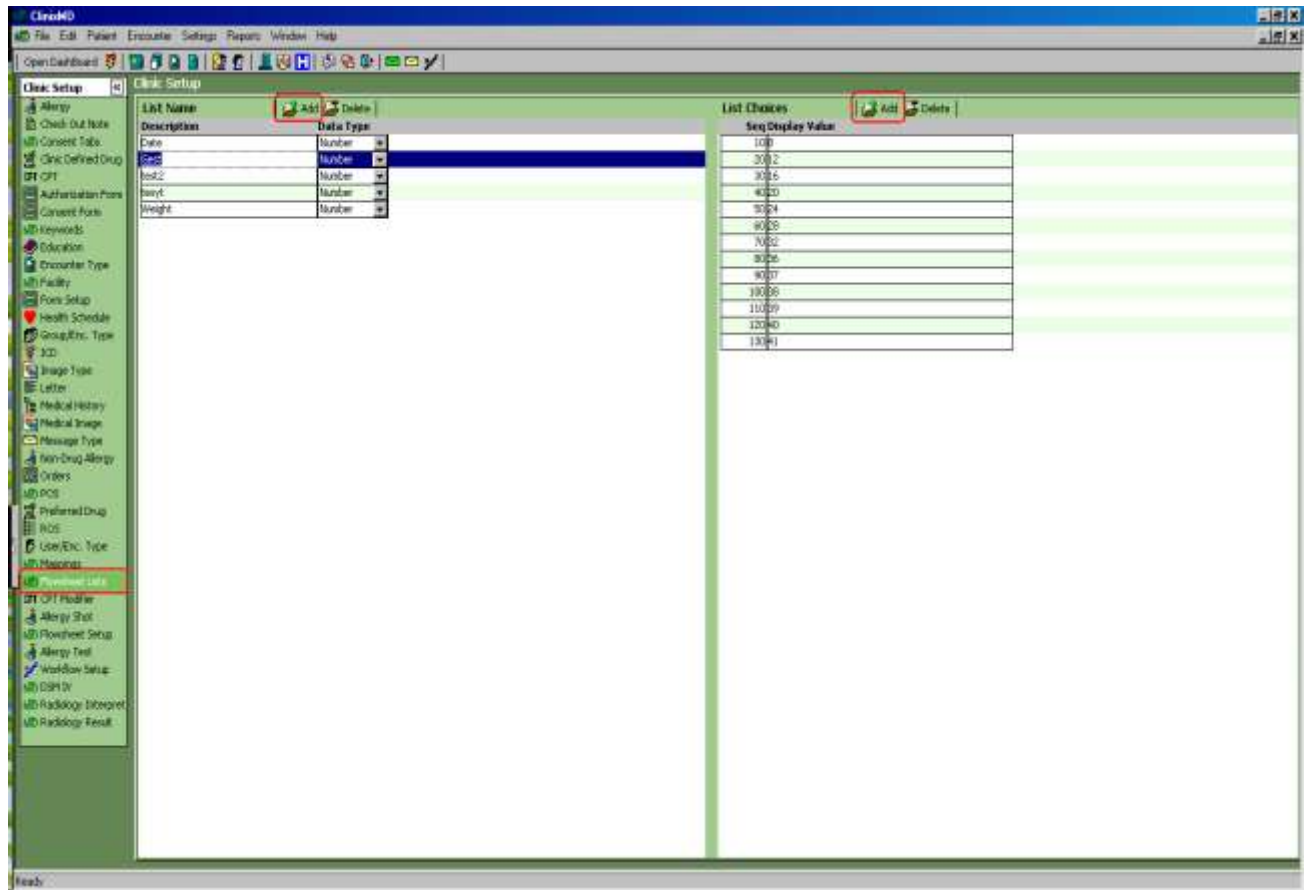 ClinicMD
File Edit Patient Encounter Settings Reports Window Help
Open Dashboard
Clinic Setup
Clinic Setup
Allergy
Check Out Note
Consent Tabs
Clinic Defined Drug
CPT CPT
Authorization Form
Consent Form
Keywords
Education
Encounter Type
Facility
Form Setup
Health Schedule
Group/Enc. Type
ICD
Image Type
Letter
Medical History
Medical Image
Message Type
Non-Drug Allergy
Orders
POS
Preferred Drug
ROS
User/Enc. Type
Mappings
Flowsheet Lists
CPT CPT Modifier
Allergy Shot
Flowsheet Setup
Allergy Test
Workflow Setup
DSM IV
Radiology Interpret
Radiology Result
List Name Add Delete
Description Data Type
Date Number
Number
test2 Number
Number
Weight Number
List Choices Add Delete
Seq Display Value
10 0
20 12
30 16
40 20
50 24
60 28
70 32
80 36
90 37
100 38
110 39
120 40
130 41
Ready